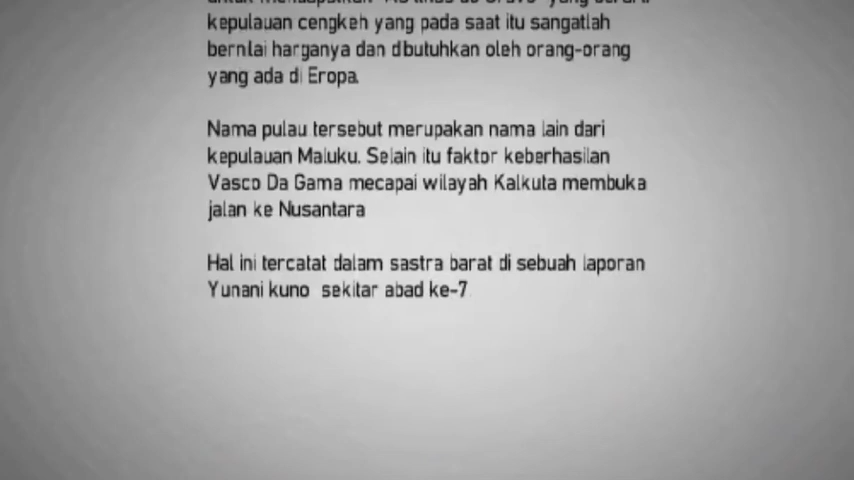 kepulauan cengkeh yang pada saat itu sangatlah
bernilai harganya dan dbutuhkan oleh orang-orang
yang ada di Eropa
Nama pulau tersebut merupakan nama lain dari
kepulauan Maluku. Selain itu faktor keberhasilan
Vasco Da Gama mecapai wilayah Kalkuta membuka
jalan ke Nusantara
Hal ini tercatat dalam sastra barat di sebuah laporan
Yunani kuno sekitar abad ke-7